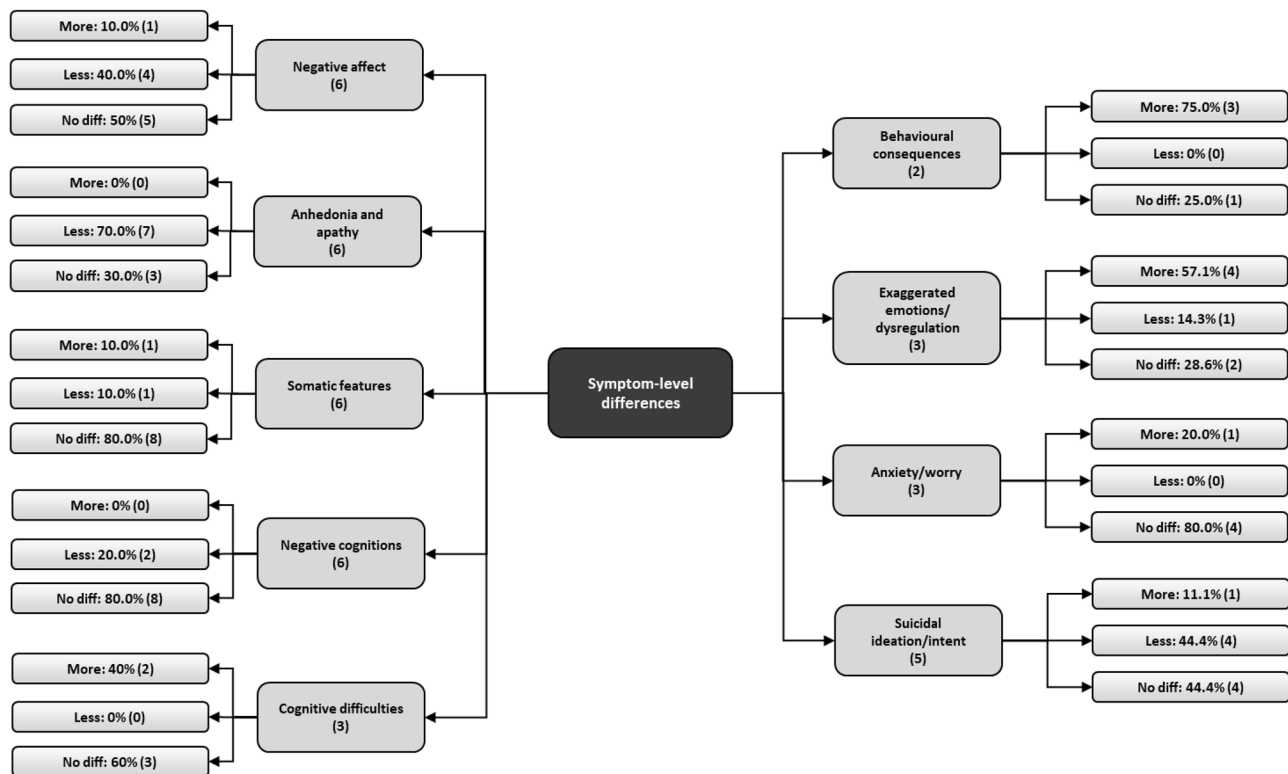 More: 10.0% (1)
Less: 40.0% (4)
No diff: 50% (5)
Negative affect
(6)
More: 0% (0)
Less: 70.0% (7)
No diff: 30.0% (3)
Anhedonia and
apathy
(6)
More: 10.0% (1)
Less: 10.0% (1)
No diff: 80.0% (8)
Somatic features
(6)
More: 0% (0)
Less: 20.0% (2)
No diff: 80.0% (8)
Negative cognitions
(6)
More: 40% (2)
Less: 0% (0)
No diff: 60% (3)
Cognitive difficulties
(3)
Symptom-level
differences
Behavioural
consequences
(2)
More: 75.0% (3)
Less: 0% (0)
No diff: 25.0% (1)
Exaggerated
emotions/
dysregulation
(3)
More: 57.1% (4)
Less: 14.3% (1)
No diff: 28.6% (2)
Anxiety/worry
(3)
More: 20.0% (1)
Less: 0% (0)
No diff: 80.0% (4)
Suicidal
ideation/intent
(5)
More: 11.1% (1)
Less: 44.4% (4)
No diff: 44.4% (4)